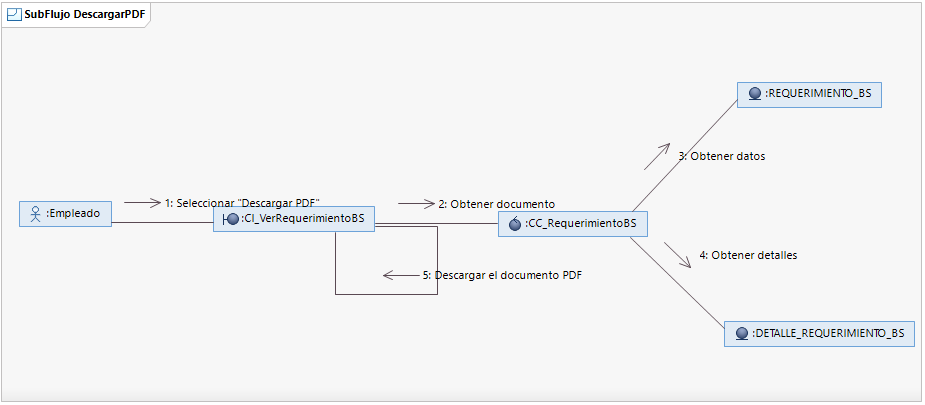 SubFlujo DescargarPDF
:REQUERIMIENTO_BS
3: Obtener datos
1: Seleccionar "Descargar PDF"
2: Obtener documento
:Empleado
:CI_VerRequerimientoBS
:CC_RequerimientoBS
4: Obtener detalles
5: Descargar el documento PDF
:DETALLE_REQUERIMIENTO_BS